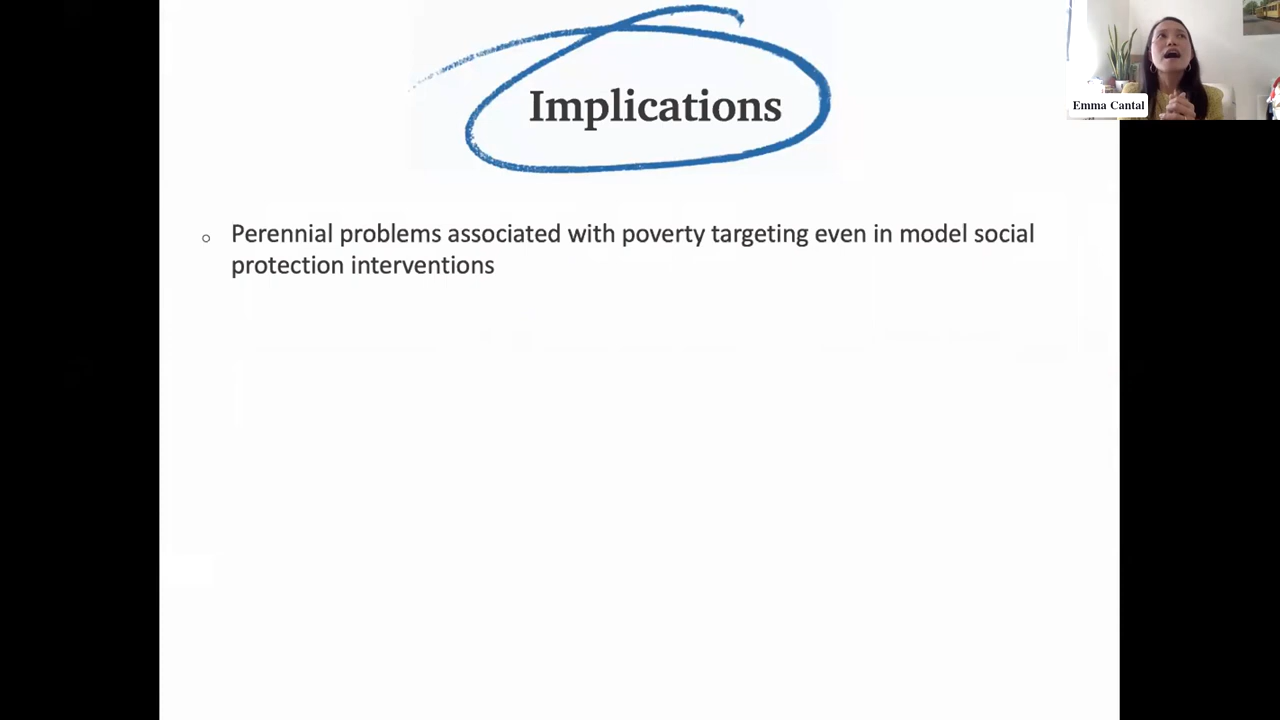 Implications
Emma Cantal
○ Perennial problems associated with poverty targeting even in model social
protection interventions